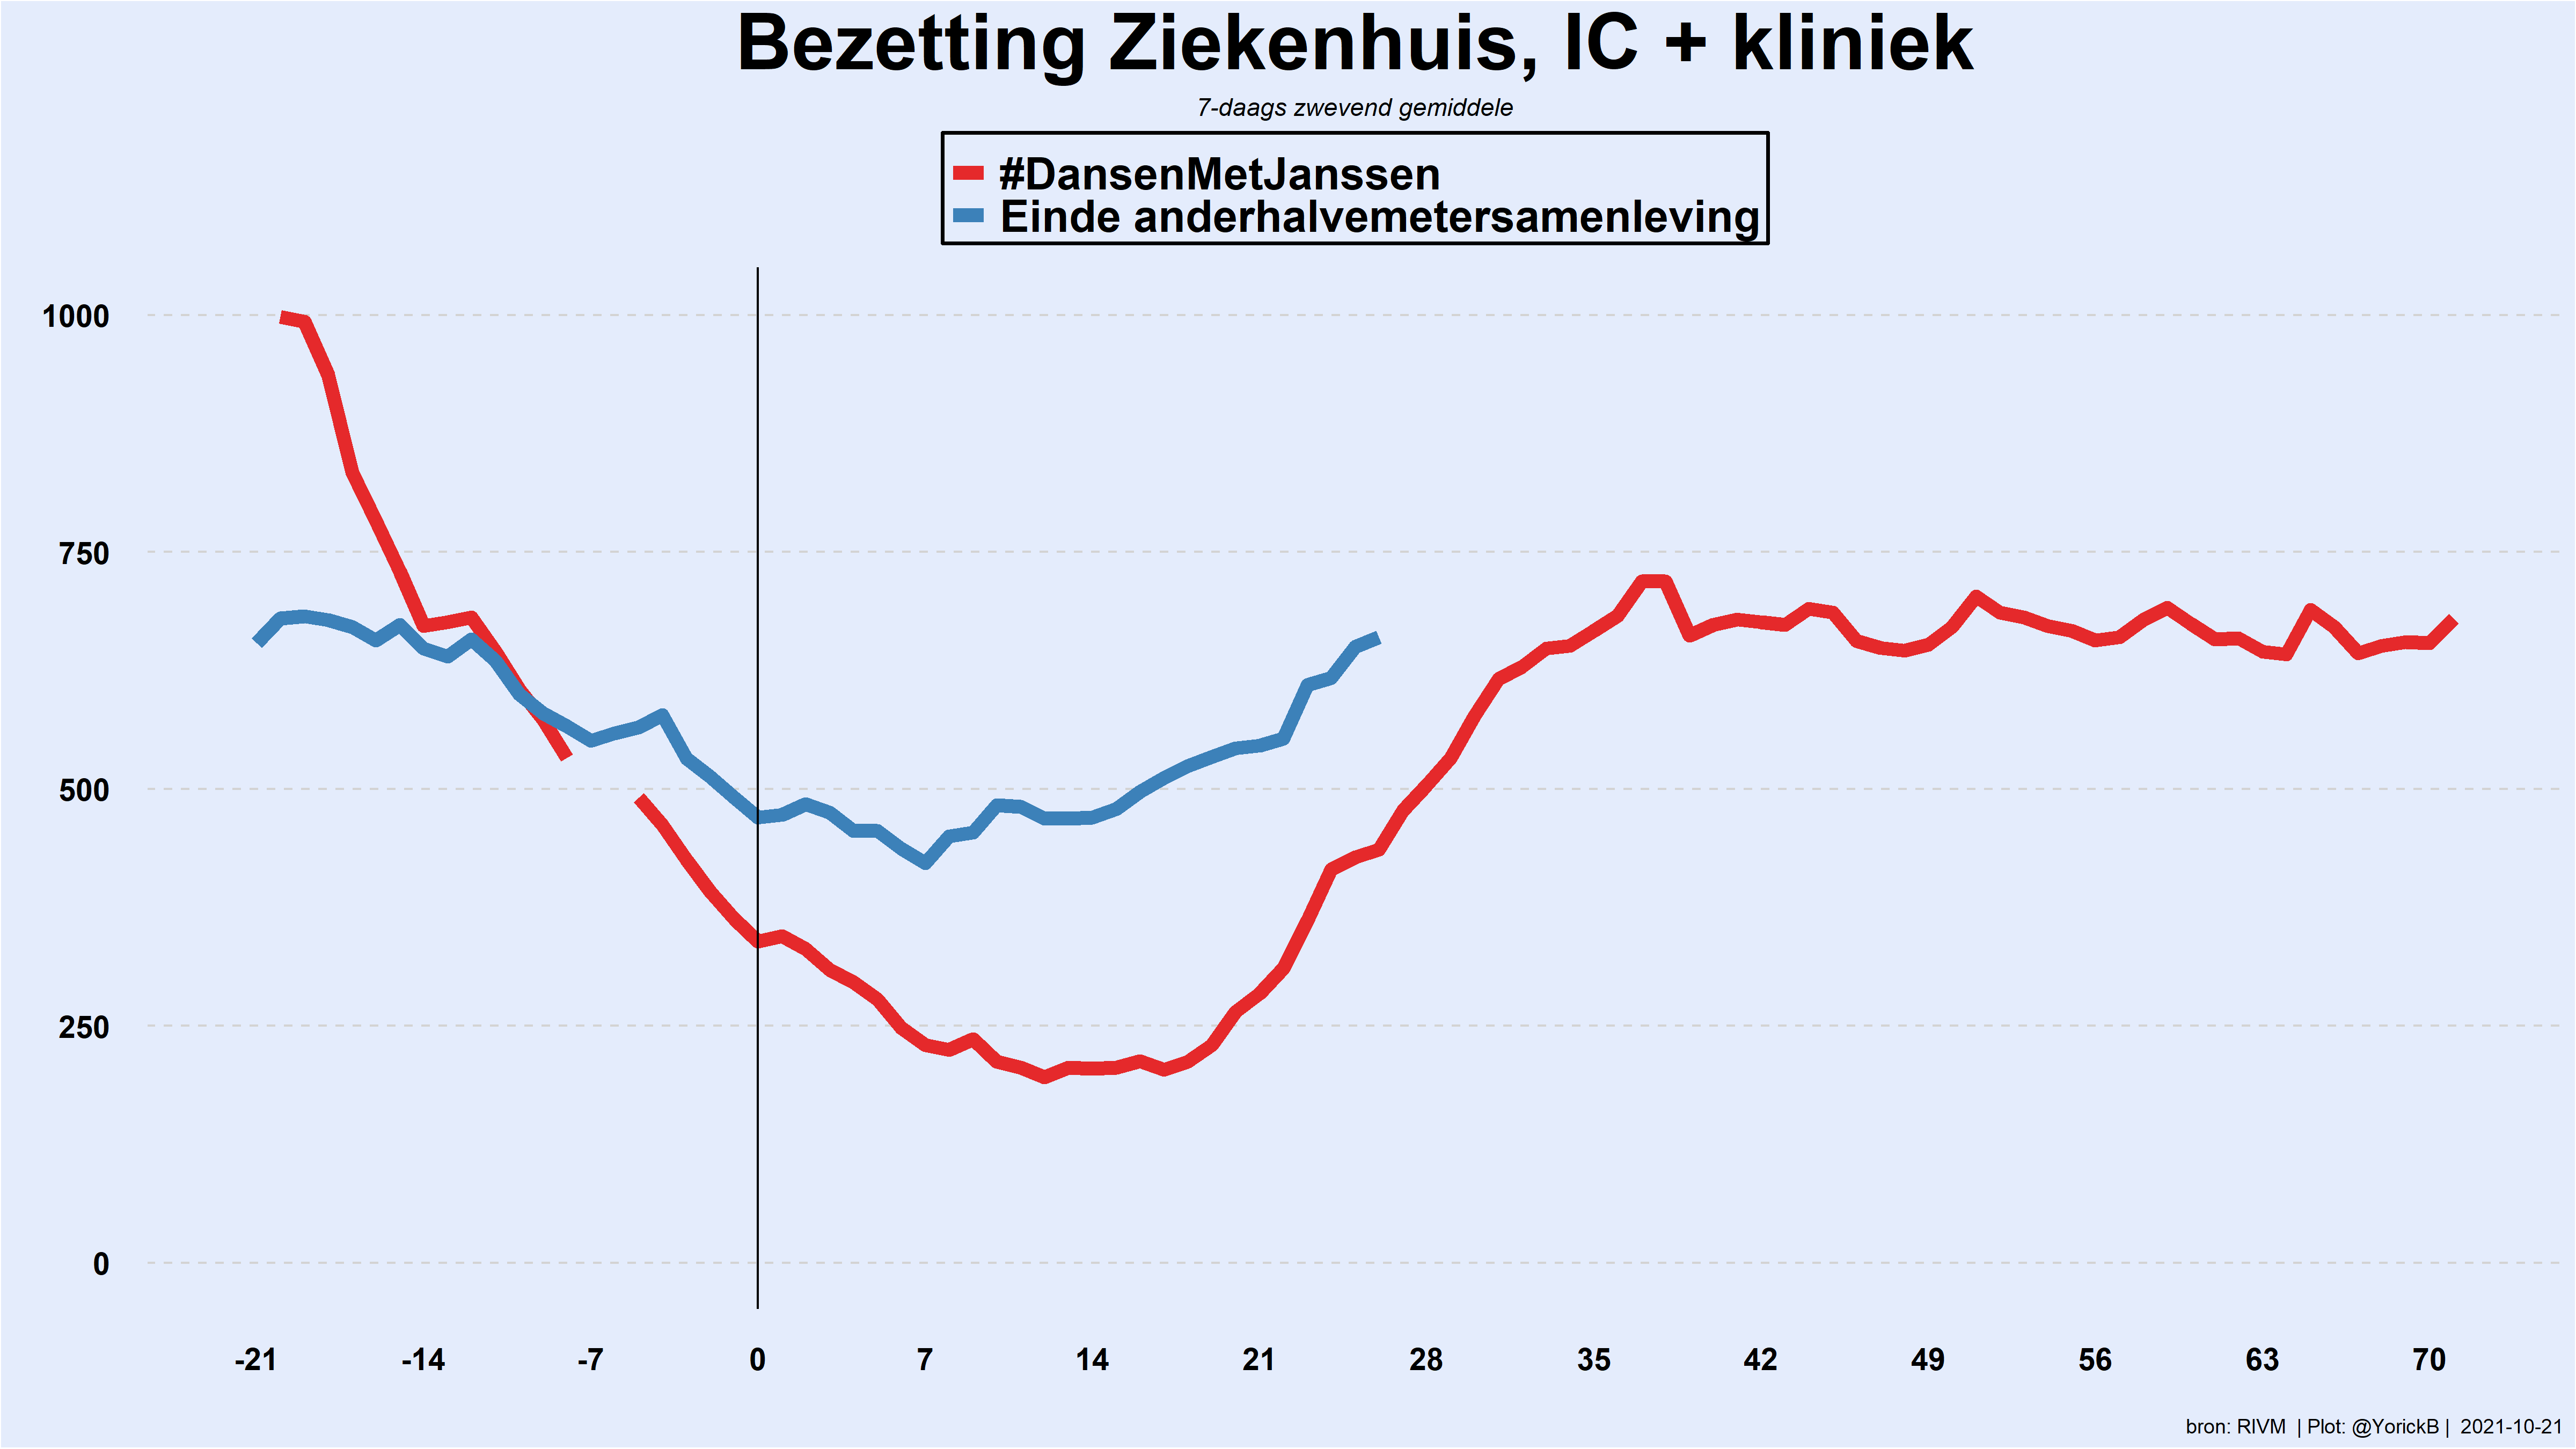 Bezetting Ziekenhuis, IC + kliniek
7-daags zwevend gemiddele
#DansenMetJanssen
Einde anderhalvemetersamenleving
1000
750
500
250
0
-21 -14 -7 0 7 14 21 28 35 42 49 56 63 70
bron: RIVM | Plot: @YorickB | 2021-10-21